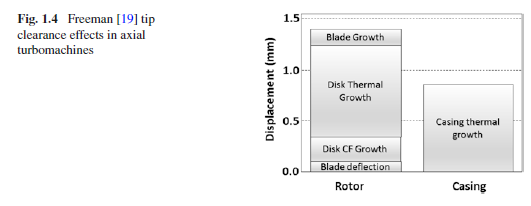 Fig. 1.4 Freeman [19] tip
clearance effects in axial
turbomachines
Displacement (mm)
1.5
1.0
0.5
0.0
Blade Growth
Disk Thermal
Growth
Disk CF Growth
Blade deflection
Casing thermal
growth
Rotor
Casing